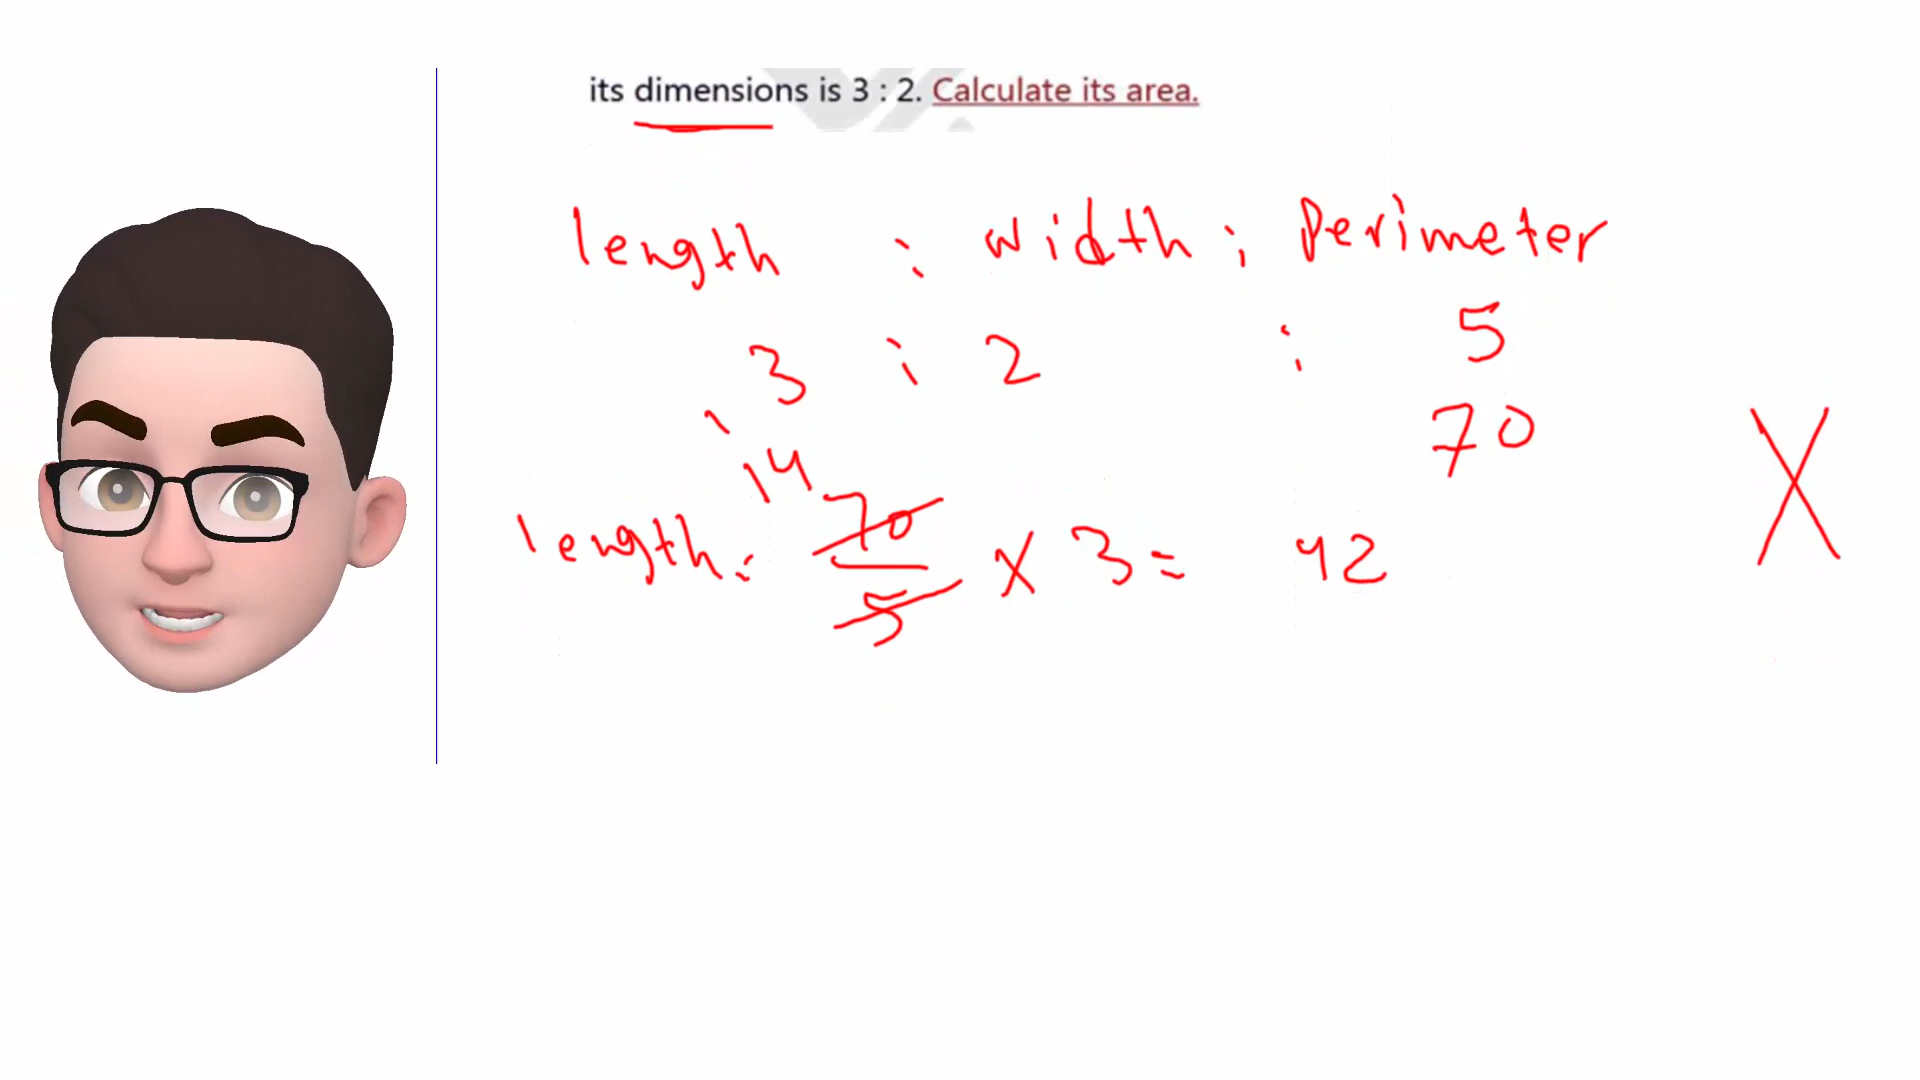 its dimensions is 3 : 2. Calculate its area.
length : width : Perimeter
3 : 2 : 5
70
14
length : 70/5 X 3 = 42
X